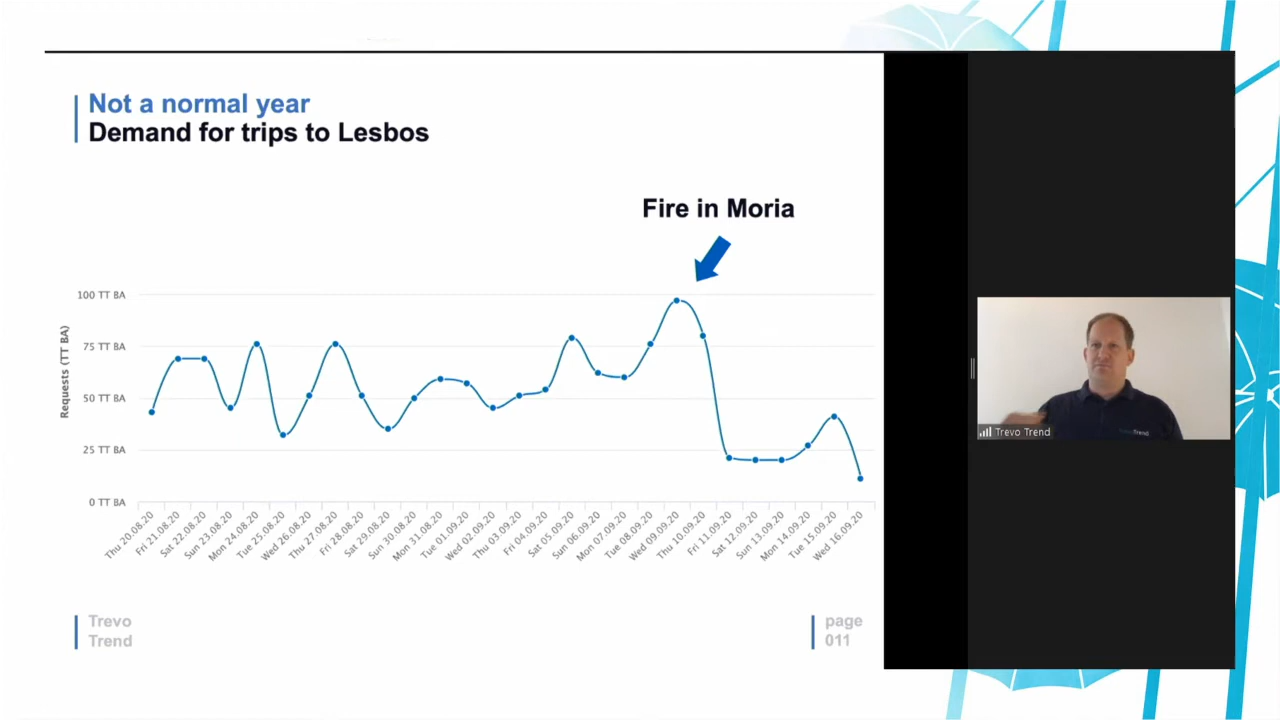 Not a normal year
Demand for trips to Lesbos
Fire in Moria
100 TT BA
75 TT BA
50 TT BA
25 TT BA
0 TT BA
Requests (TT BA)
Thu 20.08.20
Fri 21.08.20
Sat 22.08.20
Sun 23.08.20
Mon 24.08.20
Tue 25.08.20
Wed 26.08.20
Thu 27.08.20
Fri 28.08.20
Sat 29.08.20
Sun 30.08.20
Mon 31.08.20
Tue 01.09.20
Wed 02.09.20
Thu 03.09.20
Fri 04.09.20
Sat 05.09.20
Sun 06.09.20
Mon 07.09.20
Tue 08.09.20
Wed 09.09.20
Thu 10.09.20
Fri 11.09.20
Sat 12.09.20
Sun 13.09.20
Mon 14.09.20
Tue 15.09.20
Wed 16.09.20
Trevo Trend
Trevo
Trend
page
011